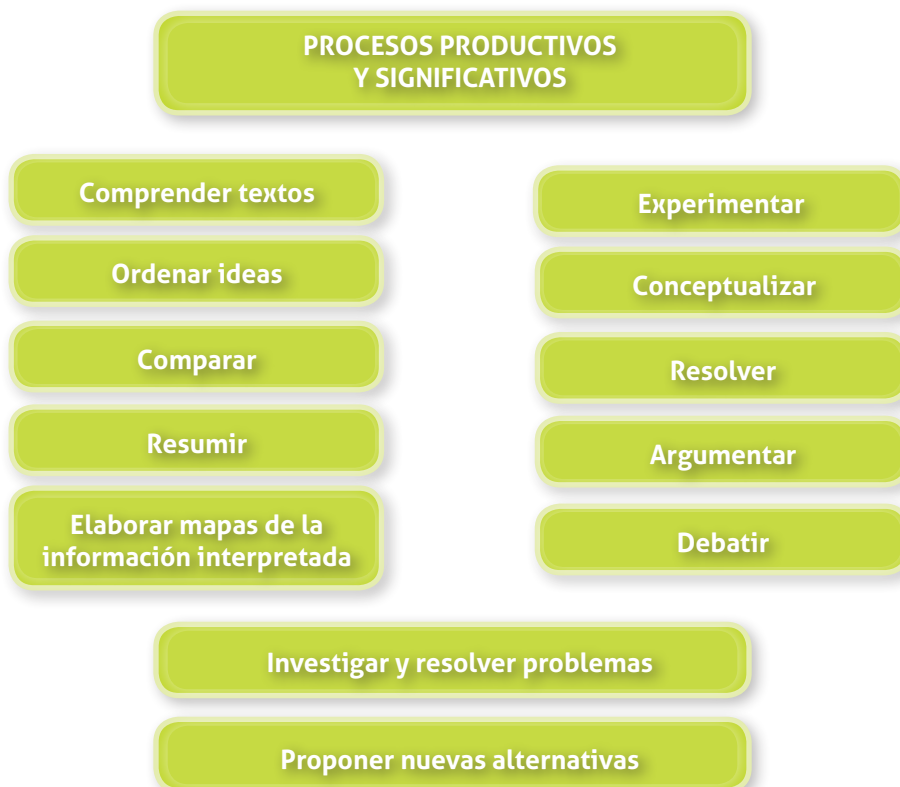 PROCESOS PRODUCTIVOS
Y SIGNIFICATIVOS
Comprender textos
Ordenar ideas
Comparar
Resumir
Elaborar mapas de la
información interpretada
Experimentar
Conceptualizar
Resolver
Argumentar
Debatir
Investigar y resolver problemas
Proponer nuevas alternativas